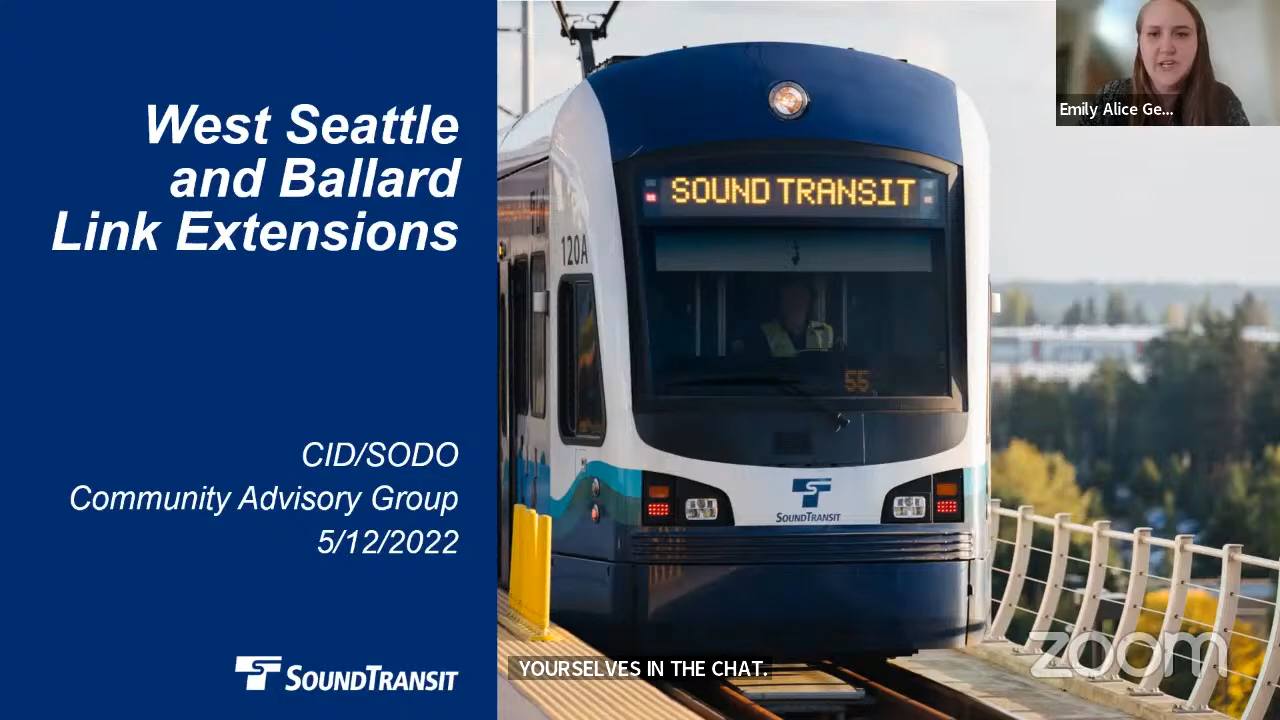 West Seattle
and Ballard
Link Extensions
CID/SODO
Community Advisory Group
5/12/2022
SOUNDTRANSIT
Emily Alice Ge...
SOUND TRANSIT
120A
55
SOUNDTRANSIT
YOURSELVES IN THE CHAT.
zoom